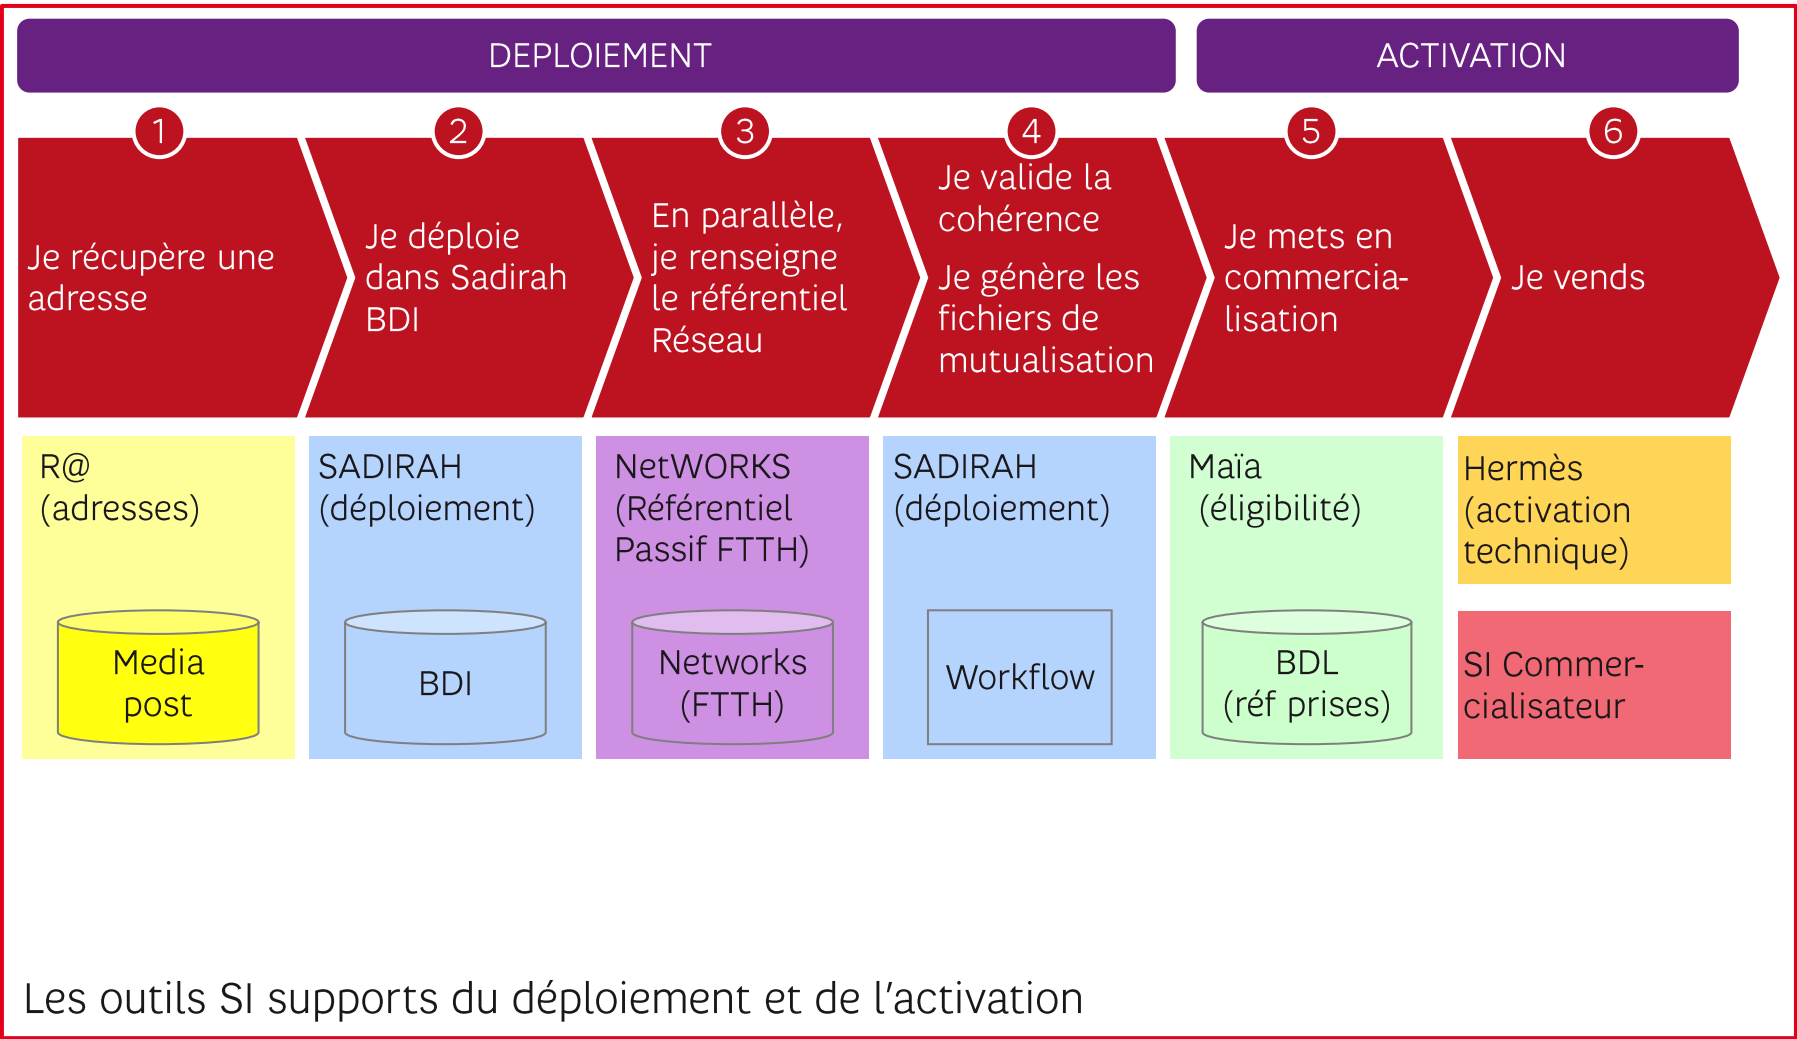 DEPLOIEMENT
ACTIVATION
1
Je récupère une
adresse
2
Je déploie
dans Sadirah
BDI
3
En parallèle,
je renseigne
le référentiel
Réseau
4
Je valide la
cohérence
Je génère les
fichiers de
mutualisation
5
Je mets en
commercia-
lisation
6
Je vends
R@
(adresses)
Media
post
SADIRAH
(déploiement)
BDI
NetWORKS
(Référentiel
Passif FTTH)
Networks
(FTTH)
SADIRAH
(déploiement)
Workflow
Maïa
(éligibilité)
BDL
(réf prises)
Hermès
(activation
technique)
SI Commer-
cialisateur
Les outils SI supports du déploiement et de l’activation